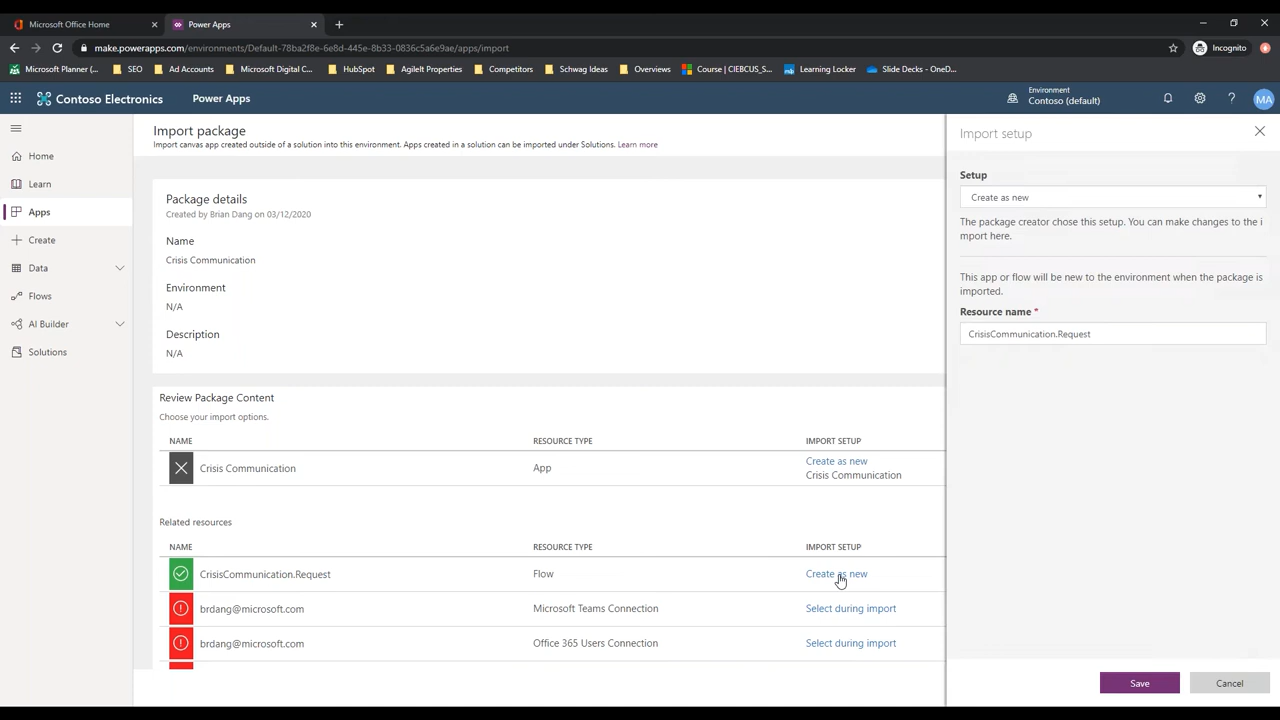 Microsoft Office Home
Power Apps
make.powerapps.com/environments/Default-78ba2f8e-6e8d-445e-8b33-0836c5a6e9ae/apps/import
Incognito
Microsoft Planner (...
SEO
Ad Accounts
Microsoft Digital C...
HubSpot
AgileIt Properties
Competitors
Schwag Ideas
Overviews
Course | CIEBCUS_S...
Learning Locker
Slide Decks - OneD...
Contoso Electronics
Power Apps
Environment
Contoso (default)
MA
Home
Learn
Apps
Create
Data
Flows
AI Builder
Solutions
Import package
Import canvas app created outside of a solution into this environment. Apps created in a solution can be imported under Solutions. Learn more
Package details
Created by Brian Dang on 03/12/2020
Name
Crisis Communication
Environment
N/A
Description
N/A
Review Package Content
Choose your import options.
NAME RESOURCE TYPE IMPORT SETUP
Crisis Communication App Create as new
Crisis Communication
Related resources
NAME RESOURCE TYPE IMPORT SETUP
CrisisCommunication.Request Flow Create as new
brdang@microsoft.com Microsoft Teams Connection Select during import
brdang@microsoft.com Office 365 Users Connection Select during import
Import setup
Setup
Create as new
The package creator chose this setup. You can make changes to the i
mport here.
This app or flow will be new to the environment when the package is
imported.
Resource name *
CrisisCommunication.Request
Save
Cancel